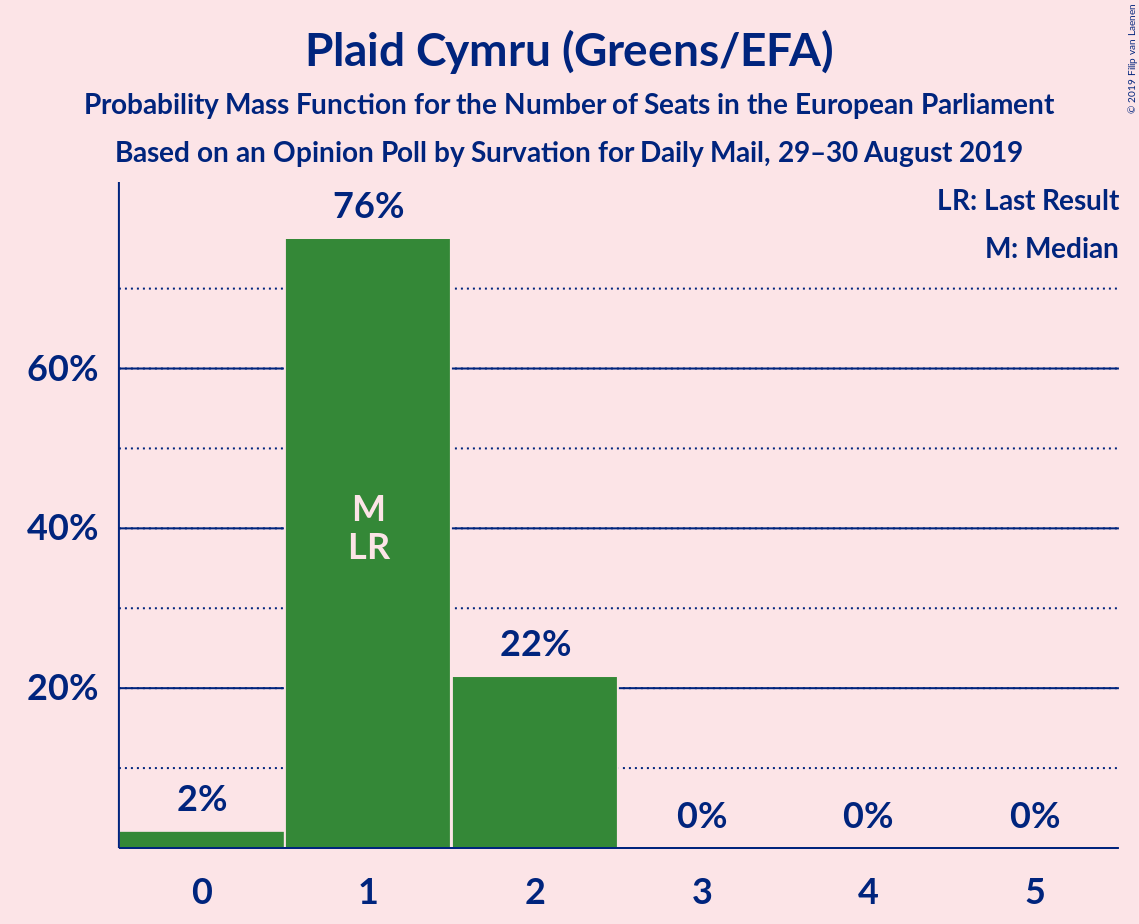 Plaid Cymru (Greens/EFA)
Probability Mass Function for the Number of Seats in the European Parliament
Based on an Opinion Poll by Survation for Daily Mail, 29–30 August 2019
© 2019 Filip van Laenen
LR: Last Result
M: Median
76%
60%
M
40%
LR
22%
20%
2%
0%
0%
0%
0
1
2
3
4
5